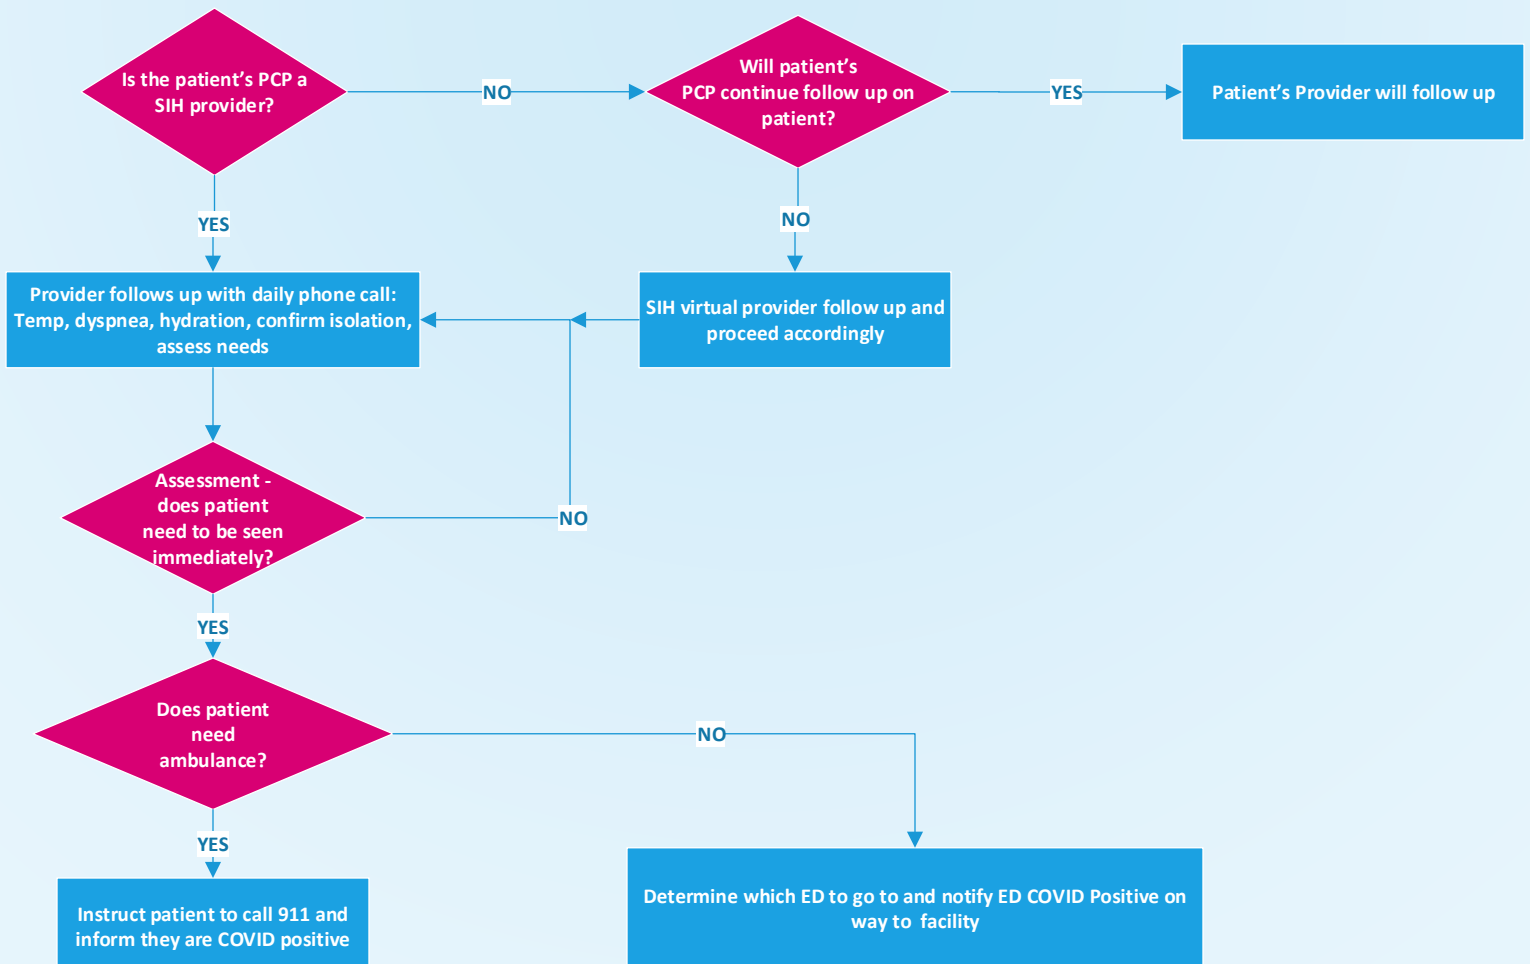 Is the patient’s PCP a
SIH provider?
NO
Will patient’s
PCP continue follow up on
patient?
YES
Patient’s Provider will follow up
YES
NO
Provider follows up with daily phone call:
Temp, dyspnea, hydration, confirm isolation,
assess needs
SIH virtual provider follow up and
proceed accordingly
Assessment -
does patient
need to be seen
immediately?
NO
YES
Does patient
need
ambulance?
NO
YES
Instruct patient to call 911 and
inform they are COVID positive
Determine which ED to go to and notify ED COVID Positive on
way to facility